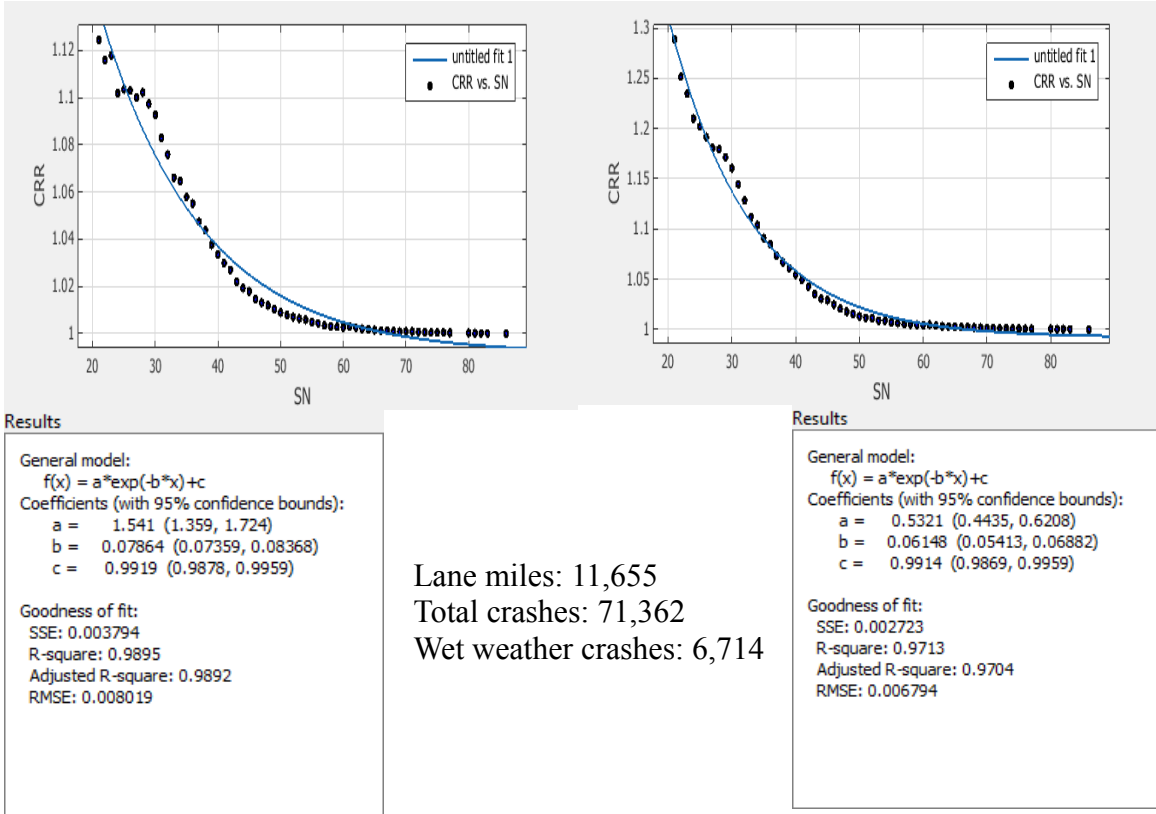 1.12
1.1
1.08
1.06
1.04
1.02
1
CRR
20 30 40 50 60 70 80
SN
untitled fit 1
CRR vs. SN
1.3
1.25
1.2
1.15
1.1
1.05
1
CRR
20 30 40 50 60 70 80
SN
untitled fit 1
CRR vs. SN
Results
General model:
f(x) = a*exp(-b*x)+c
Coefficients (with 95% confidence bounds):
a = 1.541 (1.359, 1.724)
b = 0.07864 (0.07359, 0.08368)
c = 0.9919 (0.9878, 0.9959)
Goodness of fit:
SSE: 0.003794
R-square: 0.9895
Adjusted R-square: 0.9892
RMSE: 0.008019
Lane miles: 11,655
Total crashes: 71,362
Wet weather crashes: 6,714
Results
General model:
f(x) = a*exp(-b*x)+c
Coefficients (with 95% confidence bounds):
a = 0.5321 (0.4435, 0.6208)
b = 0.06148 (0.05413, 0.06882)
c = 0.9914 (0.9869, 0.9959)
Goodness of fit:
SSE: 0.002723
R-square: 0.9713
Adjusted R-square: 0.9704
RMSE: 0.006794